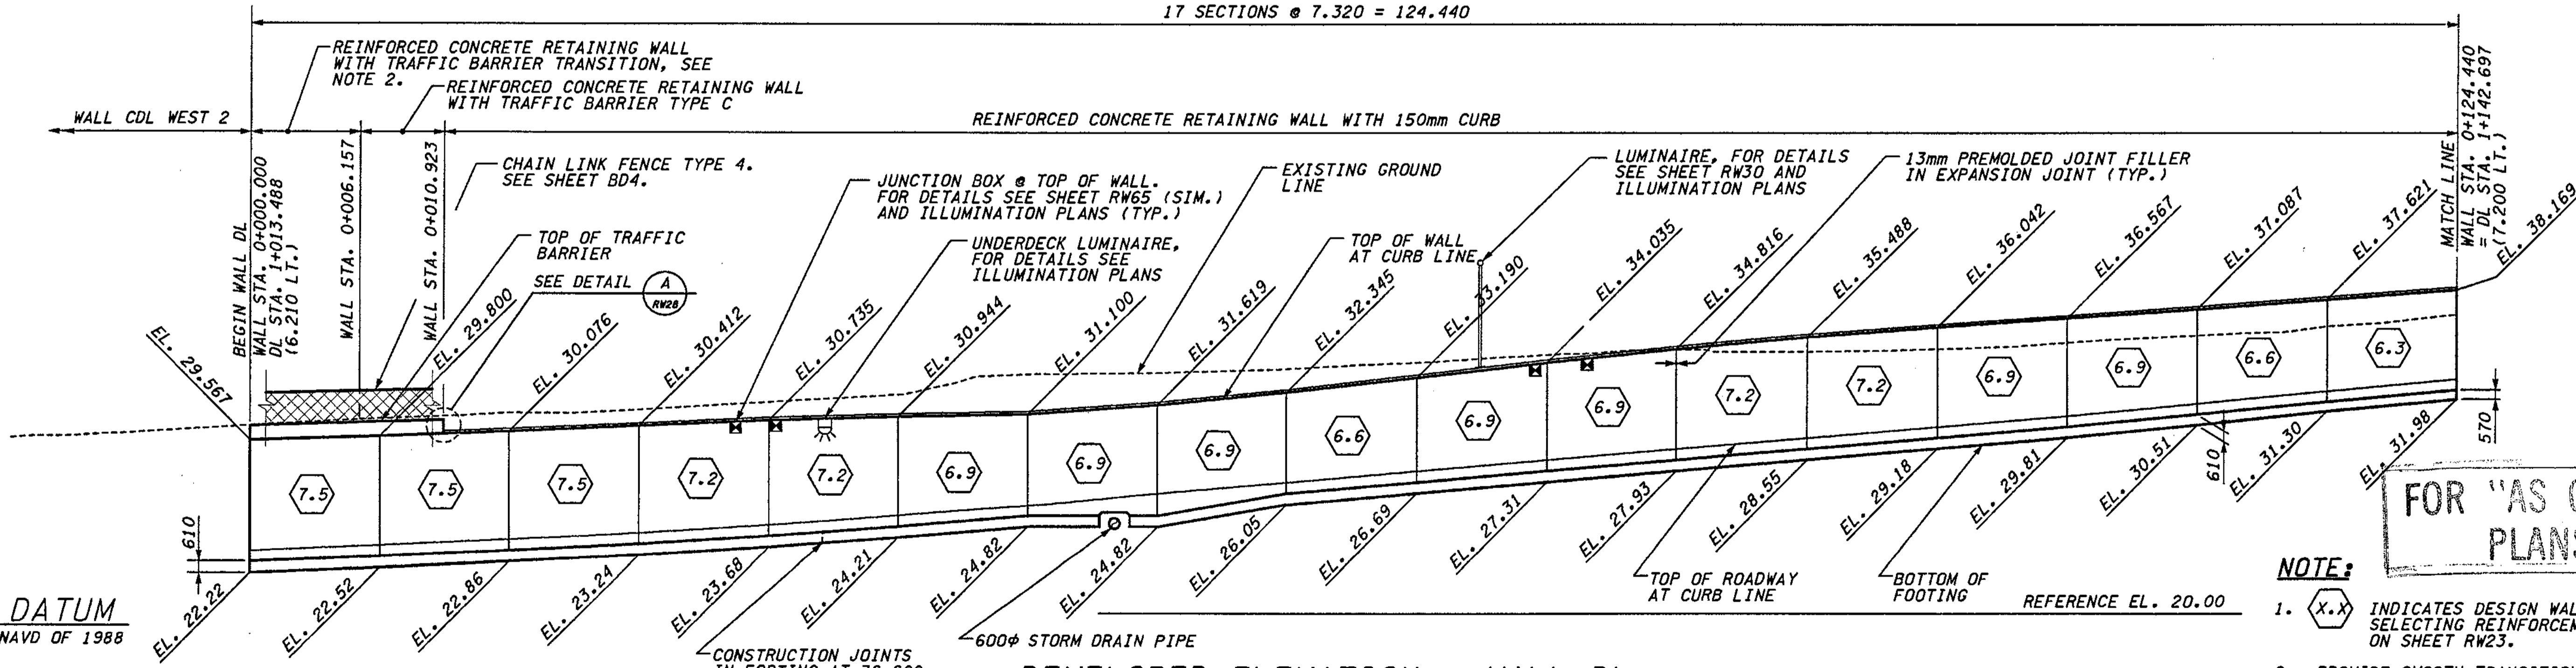 17 SECTIONS @ 7.320 = 124.440
REINFORCED CONCRETE RETAINING WALL
WITH TRAFFIC BARRIER TRANSITION, SEE
NOTE 2.
REINFORCED CONCRETE RETAINING WALL
WITH TRAFFIC BARRIER TYPE C
WALL CDL WEST 2
REINFORCED CONCRETE RETAINING WALL WITH 150mm CURB
BEGIN WALL DL
WALL STA. 0+000.000
DL STA. 1+013.488
(6.210 LT.)
WALL STA. 0+006.157
WALL STA. 0+010.923
CHAIN LINK FENCE TYPE 4.
SEE SHEET BD4.
JUNCTION BOX @ TOP OF WALL.
FOR DETAILS SEE SHEET RW65 (SIM.)
AND ILLUMINATION PLANS (TYP.)
EXISTING GROUND
LINE
LUMINAIRE, FOR DETAILS
SEE SHEET RW30 AND
ILLUMINATION PLANS
13mm PREMOLDED JOINT FILLER
IN EXPANSION JOINT (TYP.)
MATCH LINE
WALL STA. 0+124.440
= DL STA. 1+142.697
(7.200 LT.)
TOP OF TRAFFIC
BARRIER
SEE DETAIL
A
RW28
UNDERDECK LUMINAIRE,
FOR DETAILS SEE
ILLUMINATION PLANS
TOP OF WALL
AT CURB LINE
EL. 29.567
EL. 29.800
EL. 30.076
EL. 30.412
EL. 30.735
EL. 30.944
EL. 31.100
EL. 31.619
EL. 32.345
EL. 33.190
EL. 34.035
EL. 34.816
EL. 35.488
EL. 36.042
EL. 36.567
EL. 37.087
EL. 37.621
EL. 38.169
7.5
7.5
7.5
7.2
7.2
6.9
6.9
6.9
6.6
6.9
6.9
7.2
7.2
6.9
6.9
6.6
6.3
610
610
570
EL. 22.22
EL. 22.52
EL. 22.86
EL. 23.24
EL. 23.68
EL. 24.21
EL. 24.82
EL. 24.82
EL. 26.05
EL. 26.69
EL. 27.31
EL. 27.93
EL. 28.55
EL. 29.18
EL. 29.81
EL. 30.51
EL. 31.30
EL. 31.98
TOP OF ROADWAY
AT CURB LINE
BOTTOM OF
FOOTING
REFERENCE EL. 20.00
DATUM
NAVD OF 1988
600φ STORM DRAIN PIPE
CONSTRUCTION JOINTS
FOR "AS
PLANS
NOTE:
1. X.X INDICATES DESIGN WAL
SELECTING REINFORCEM
ON SHEET RW23.